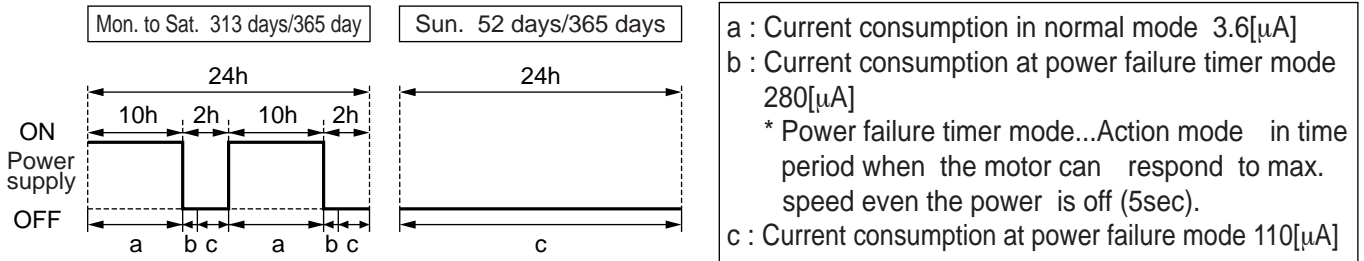 Mon. to Sat. 313 days/365 day
Sun. 52 days/365 days
24h
24h
10h 2h 10h 2h
ON
Power
supply
OFF
a b c a b c
c
a : Current consumption in normal mode 3.6[μA]
b : Current consumption at power failure timer mode
280[μA]
* Power failure timer mode...Action mode in time
period when the motor can respond to max.
speed even the power is off (5sec).
c : Current consumption at power failure mode 110[μA]